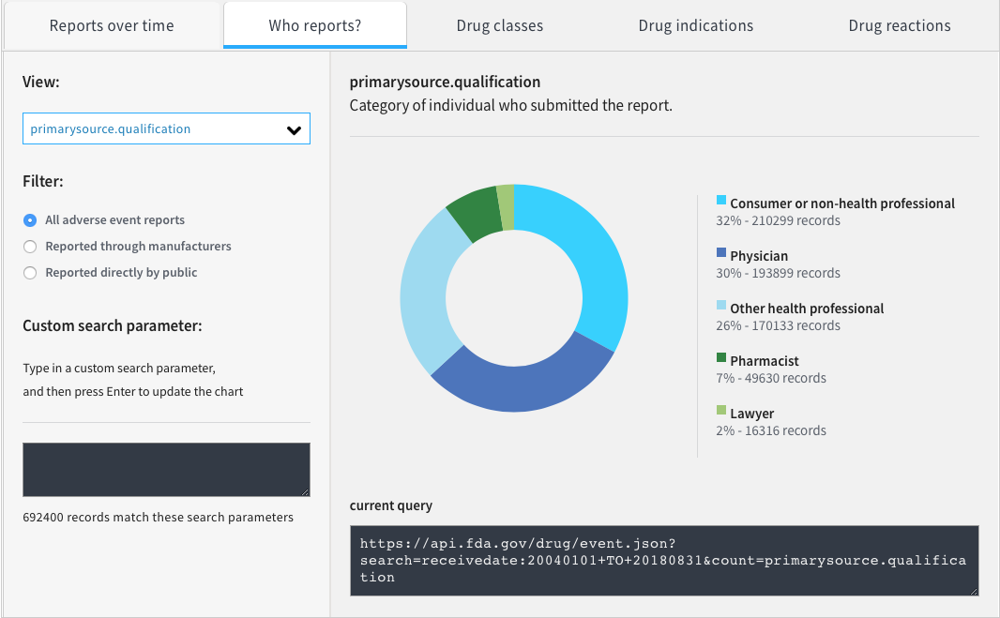 Reports over time
Who reports?
Drug classes
Drug indications
Drug reactions
View:
primarysource.qualification
Filter:
All adverse event reports
Reported through manufacturers
Reported directly by public
Custom search parameter:
Type in a custom search parameter,
and then press Enter to update the chart
692400 records match these search parameters
primarysource.qualification
Category of individual who submitted the report.
Consumer or non-health professional
32% - 210299 records
Physician
30% - 193899 records
Other health professional
26% - 170133 records
Pharmacist
7% - 49630 records
Lawyer
2% - 16316 records
current query
https://api.fda.gov/drug/event.json?
search=receivedate:20040101+TO+20180831&count=primarysource.qualifica
tion